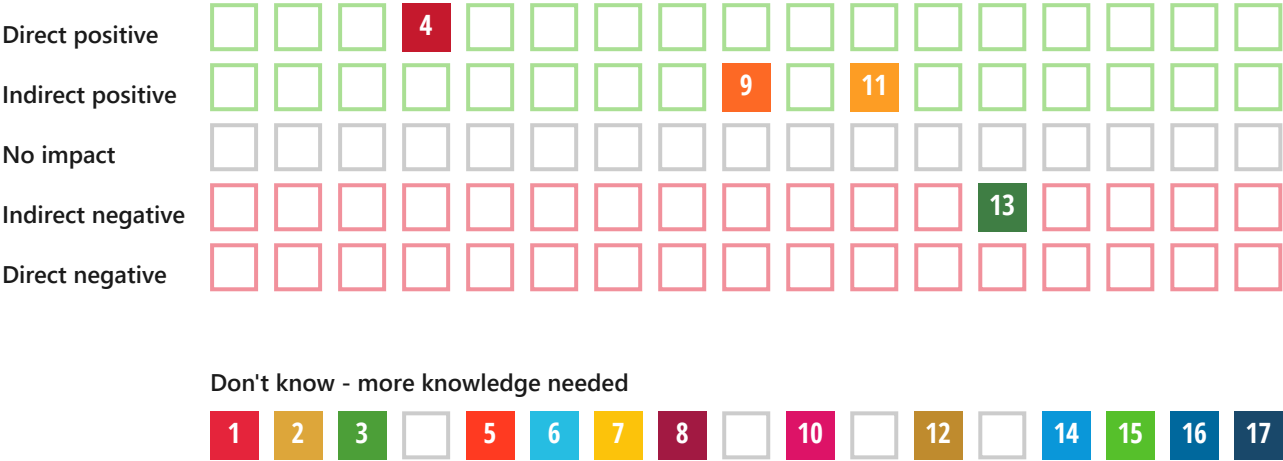 Direct positive 4
Indirect positive 9 11
No impact
Indirect negative 13
Direct negative
Don't know - more knowledge needed
1 2 3 5 6 7 8 10 12 14 15 16 17